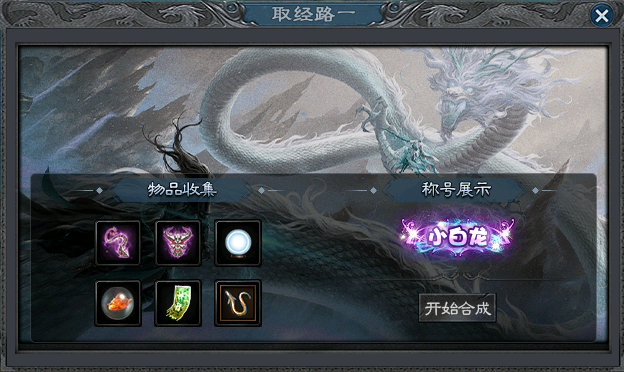 取经路一
物品收集
称号展示
小白龙
开始合成